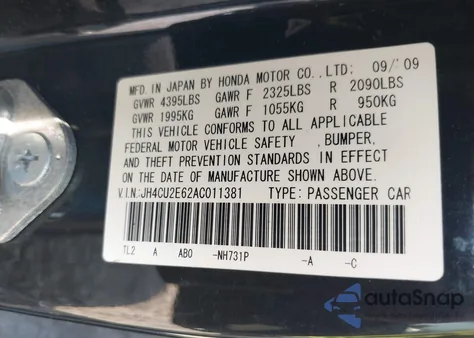 MFD. IN JAPAN BY HONDA MOTOR CO., LTD: 09/'09
GVWR 4395LBS GAWR F 2325LBS R 2090LBS
GVWR 1995KG GAWR F 1055KG R 950KG
THIS VEHICLE CONFORMS TO ALL APPLICABLE
FEDERAL MOTOR VEHICLE SAFETY , BUMPER,
AND THEFT PREVENTION STANDARDS IN EFFECT
ON THE DATE OF MANUFACTURE SHOWN ABOVE.
V.I.N.:JH4CU2E62AC011381 TYPE: PASSENGER CAR
TL2 A AB0 -NH731P -A -C
autoSnap